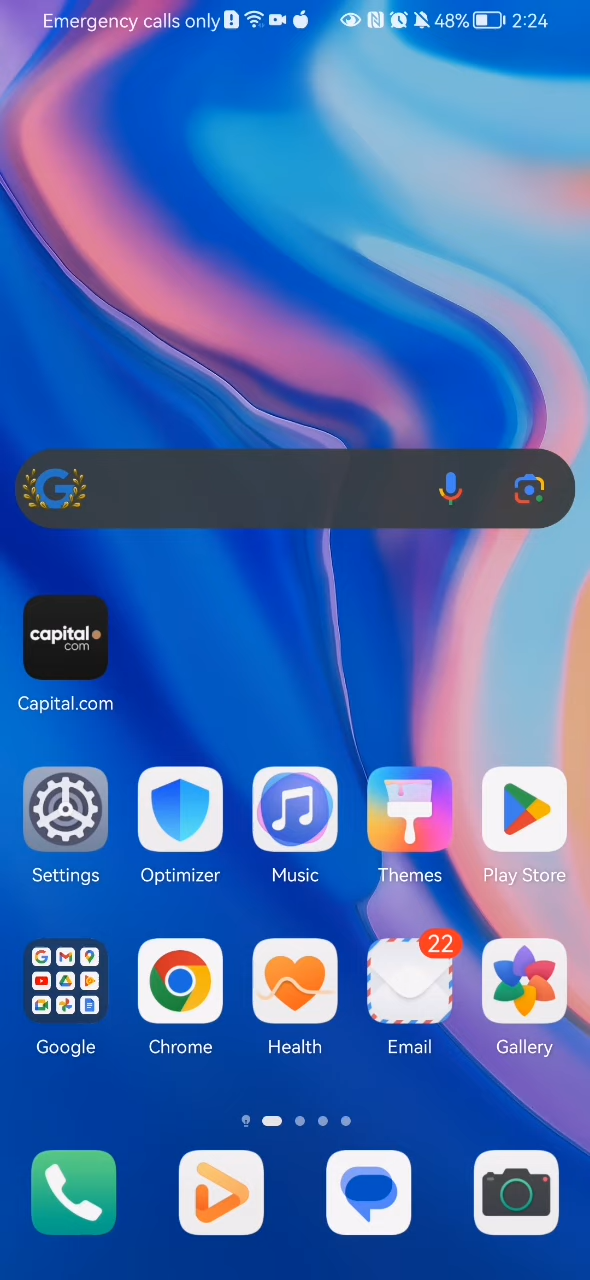 Emergency calls only 48% 2:24
G
capital
com
Capital.com
Settings Optimizer Music Themes Play Store
22
Google Chrome Health Email Gallery